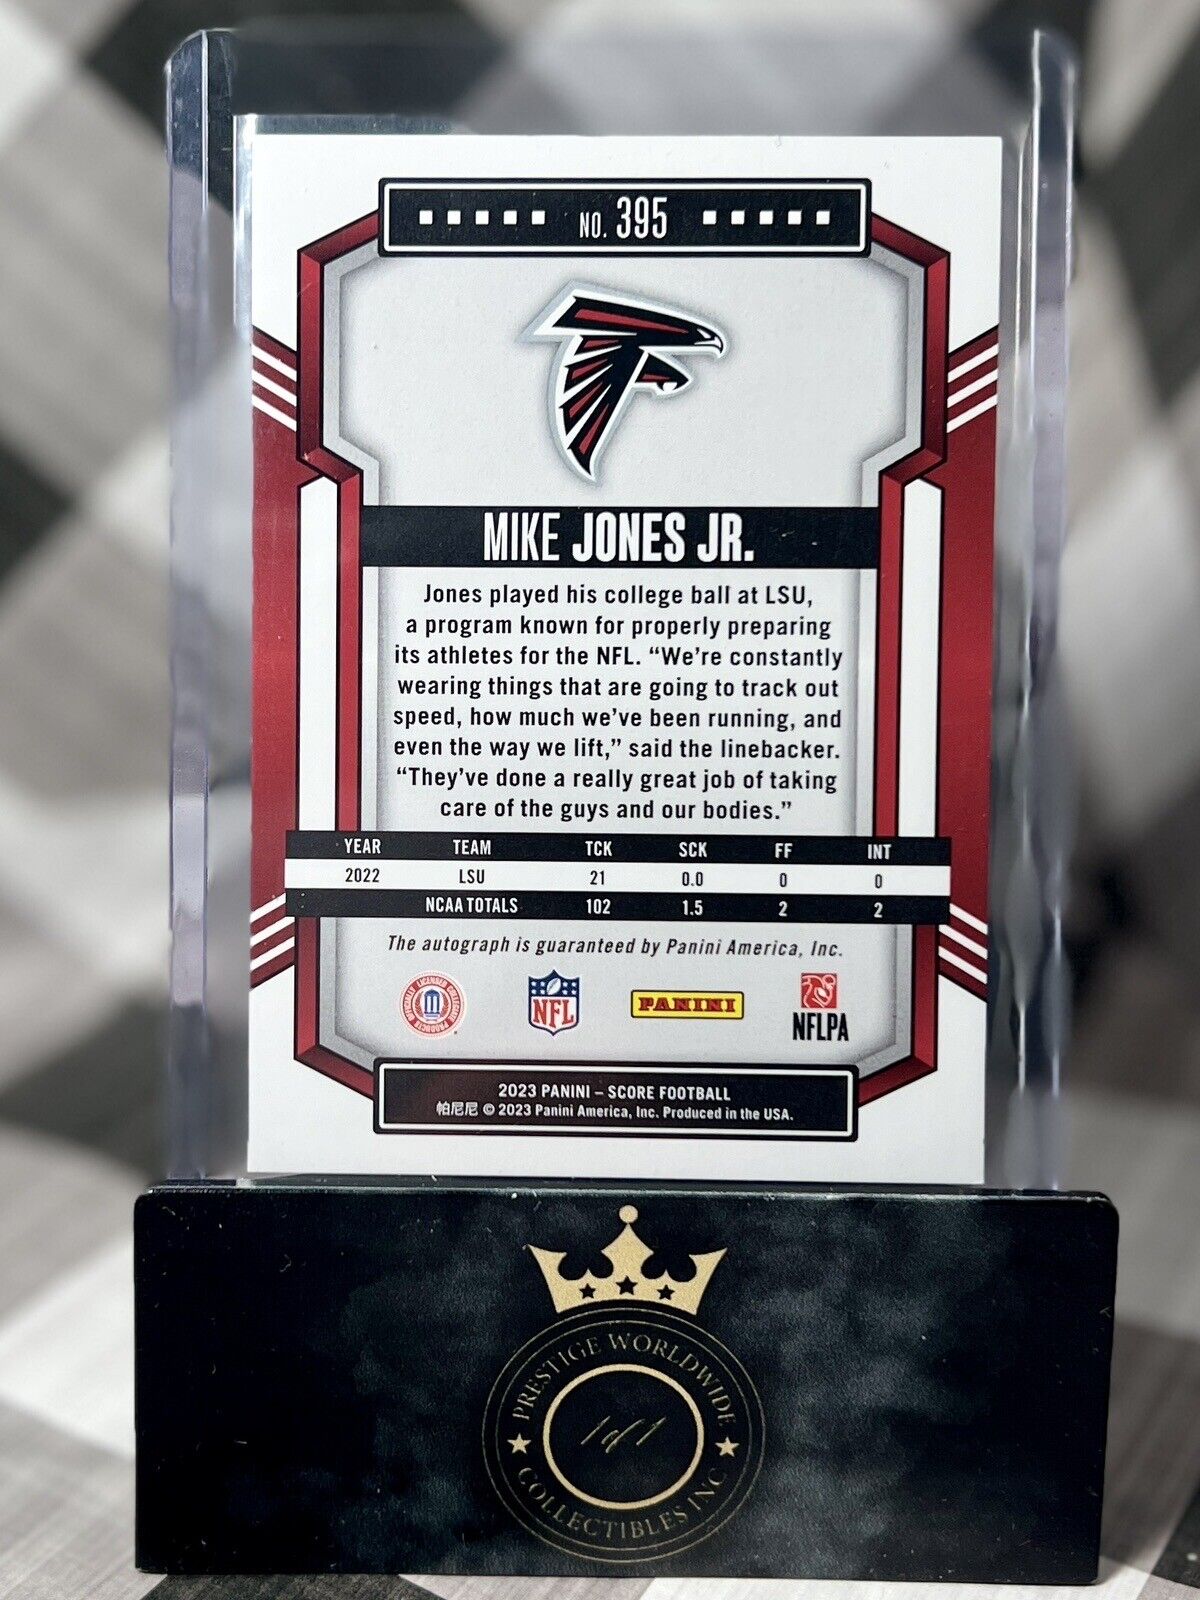 NO. 395
MIKE JONES JR.
Jones played his college ball at LSU,
a program known for properly preparing
its athletes for the NFL. “We’re constantly
wearing things that are going to track out
speed, how much we’ve been running, and
even the way we lift,” said the linebacker.
“They’ve done a really great job of taking
care of the guys and our bodies.”
YEAR TEAM TCK SCK FF INT
2022 LSU 21 0.0 0 0
NCAA TOTALS 102 1.5 2 2
The autograph is guaranteed by Panini America, Inc.
OFFICIALLY LICENSED COLLEGIATE PRODUCTS
NFL
PANINI
NFLPA
2023 PANINI – SCORE FOOTBALL
帕尼尼 © 2023 Panini America, Inc. Produced in the USA.
PRESTIGE WORLDWIDE
1of1
COLLECTIBLES INC